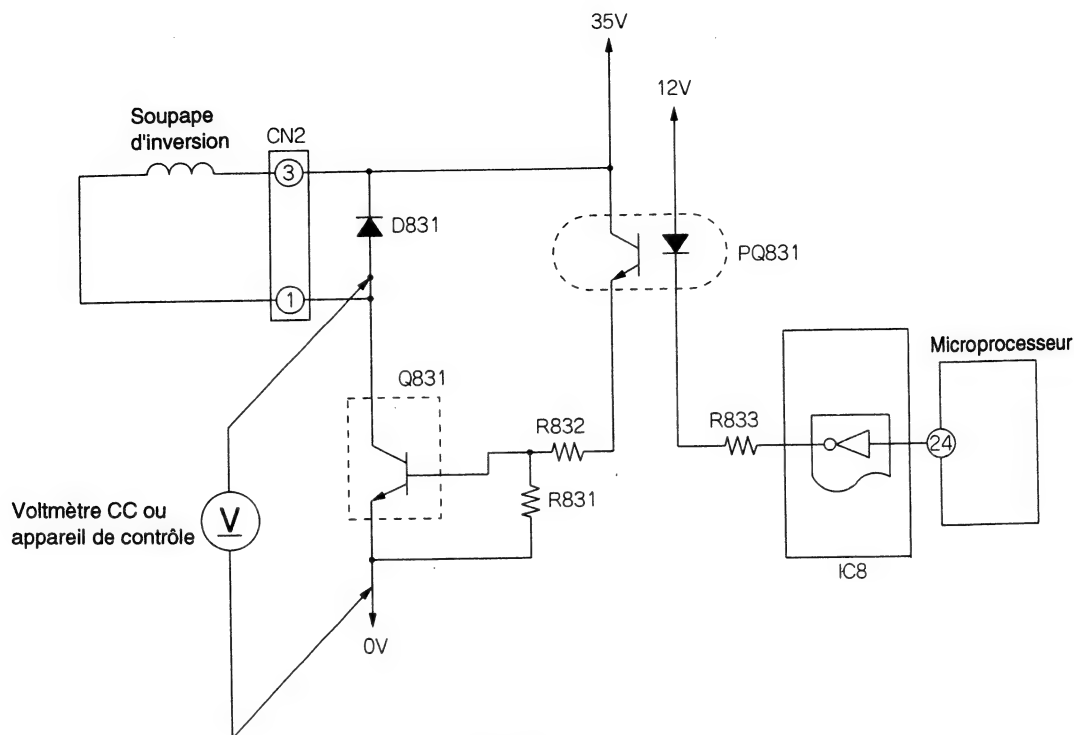 35V
12V
Soupape
d'inversion
CN2
3
D831
PQ831
1
Microprocesseur
Q831
R832
R833
24
R831
Voltmètre CC ou
appareil de contrôle
V
IC8
0V